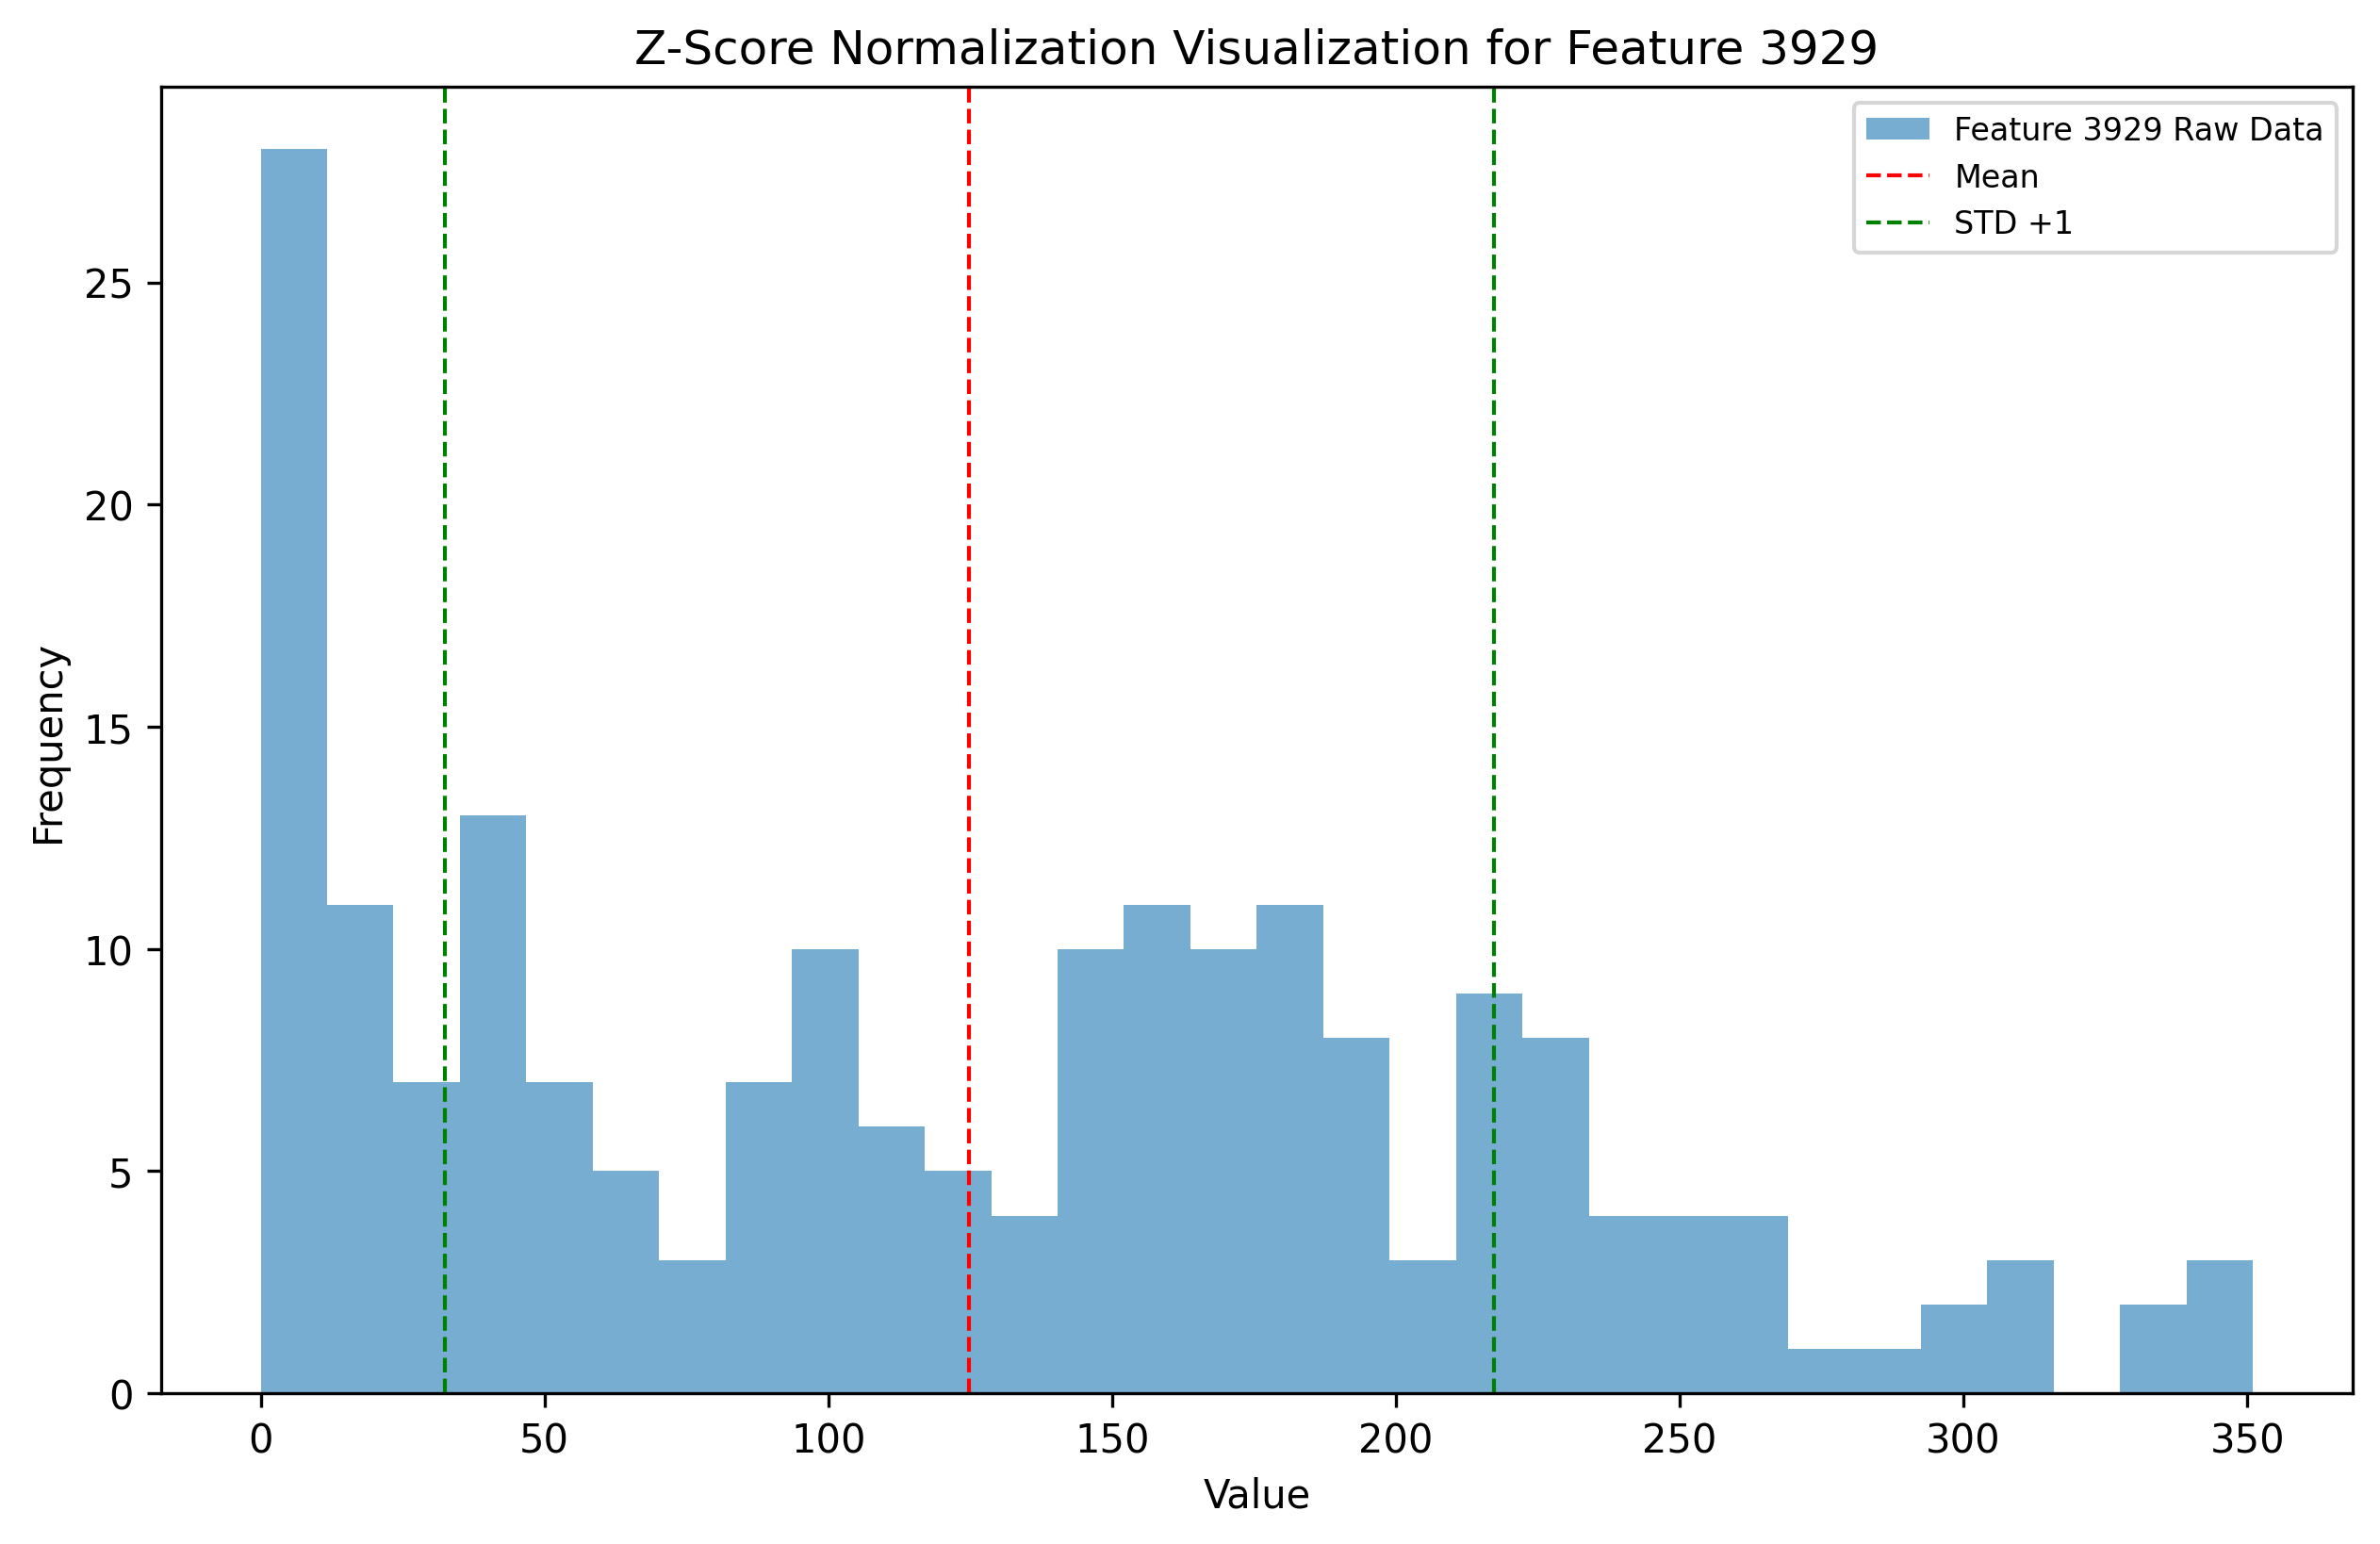 Z-Score Normalization Visualization for Feature 3929
Feature 3929 Raw Data
Mean
STD +1
Frequency
25
20
15
10
5
0
0 50 100 150 200 250 300 350
Value